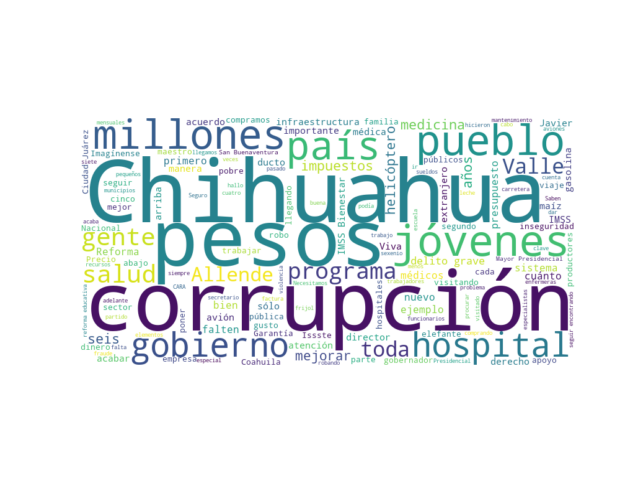 mensuales
acuerdo
compramos
infraestructura
familia
medicina
hicieron
mantenimiento
Javier
aviones
millones
importante
médica
país
pueblo
Ciudad Juárez
Imaginense
maestro
llegamos
San Buenaventura
primero
veces
ducto
impuestos
helicóptero
públicos
Valle
gasolina
Chihuahua
manera
pobre
pasado
siete
pequeños
seguir
cinco
mejor
arriba
Seguro
hallo
cuatro
llegando
IMSS Bienestar
extranjero
años
presupuesto
cuenta
viaje
carretera
Saben
maíz
dar
IMSS
acaba
municipios
Nacional
gente
Reforma
Precio
pesos
robo
trabajar
buena
podía
trabajo
Viva
sueldos
jóvenes
segundo
inseguridad
clave
Mayor Presidencial
productores
salud
Allende
programa
delito grave
médicos
visitando
cada
sistema
cuánto
recursos
siempre
violencia
corrupción
reforma educativa
adelante
sector
partido
dinero
falta
CARA
secretario
bien
poner
avión
falten
factura
sólo
pública
gusto
Garantía
Necesitamos
frijol
hospitales
trabajadores
nuevo
ejemplo
funcionarios
elefante
problema
procurar
enfermeras
especialistas
seguir encontrando
seis
gobierno
Issste
atención
director
mejorar
toda
hospital
acabar
empresa
especial
Coahuila
robando
parte
gobernador
Presidencial
derecho
apoyo